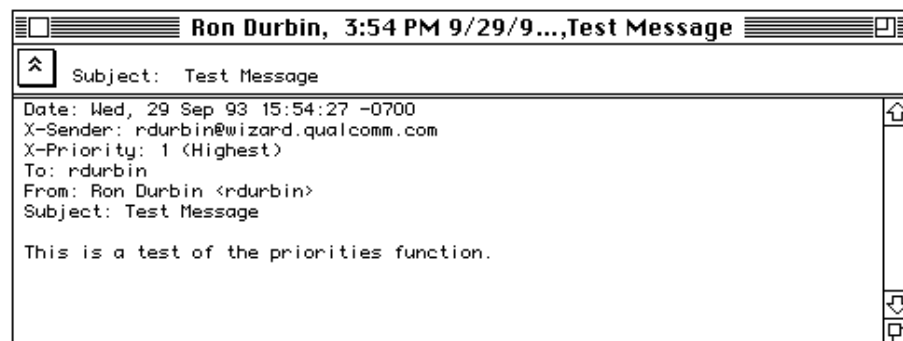 Ron Durbin, 3:54 PM 9/29/9...,Test Message
Subject: Test Message
Date: Wed, 29 Sep 93 15:54:27 -0700
X-Sender: rdurbin@wizard.qualcomm.com
X-Priority: 1 (Highest)
To: rdurbin
From: Ron Durbin <rdurbin>
Subject: Test Message
This is a test of the priorities function.